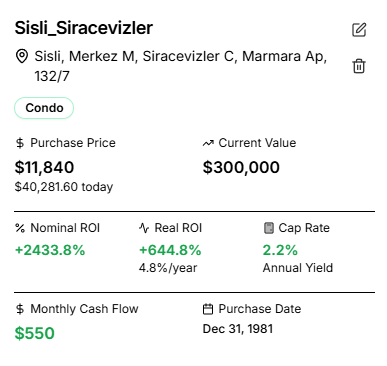 Sisli_Siracevizler
Sisli, Merkez M, Siracevizler C, Marmara Ap,
132/7
Condo
Purchase Price
Current Value
$11,840
$300,000
$40,281.60 today
Nominal ROI
Real ROI
Cap Rate
+2433.8%
+644.8%
2.2%
4.8%/year
Annual Yield
Monthly Cash Flow
Purchase Date
$550
Dec 31, 1981